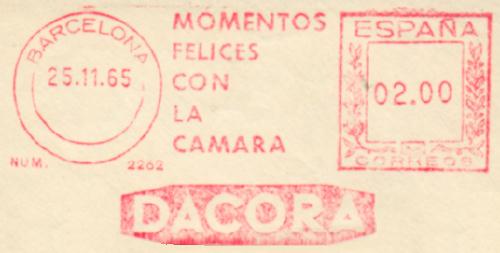 BARCELONA
25.11.65
NUM. 2262
MOMENTOS
FELICES
CON
LA
CAMARA
ESPAÑA
02.00
CORREOS
DACORA